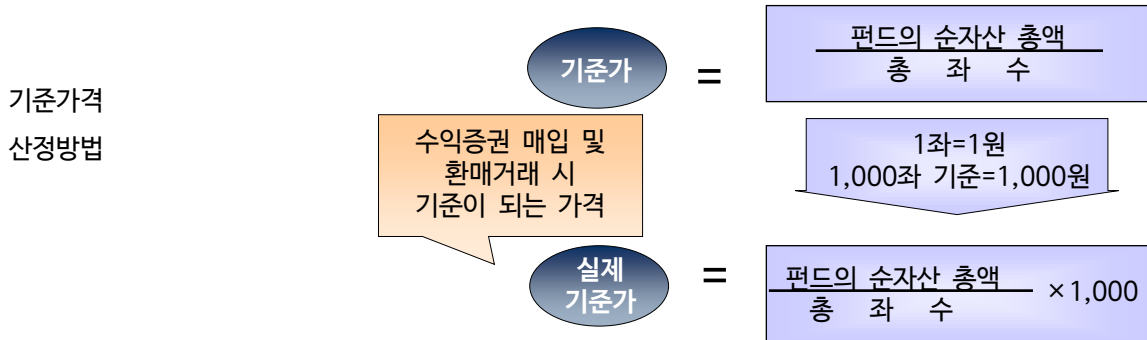 기준가격
산정방법
기준가
=
펀드의 순자산 총액
총 좌 수
수익증권 매입 및
환매거래 시
기준이 되는 가격
1좌=1원
1,000좌 기준=1,000원
실제
기준가
=
펀드의 순자산 총액
총 좌 수
×1,000